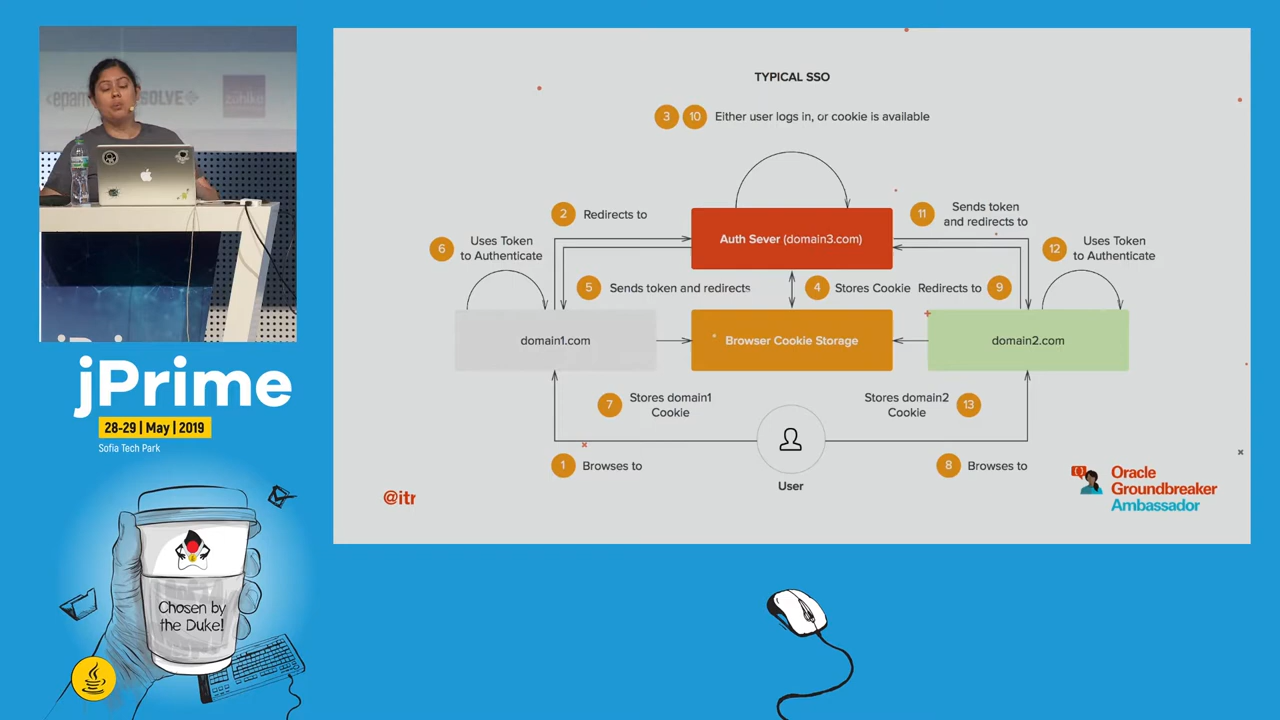 epam
SOLVE
zühlke
jPrime
28-29 | May | 2019
Sofia Tech Park
Chosen by
the Duke!
TYPICAL SSO
3 10 Either user logs in, or cookie is available
2 Redirects to
11 Sends token
and redirects to
6 Uses Token
to Authenticate
Auth Sever (domain3.com)
12 Uses Token
to Authenticate
5 Sends token and redirects
4 Stores Cookie
Redirects to 9
domain1.com
Browser Cookie Storage
domain2.com
7 Stores domain1
Cookie
Stores domain2
Cookie 13
1 Browses to
8 Browses to
User
@itr
Oracle
Groundbreaker
Ambassador